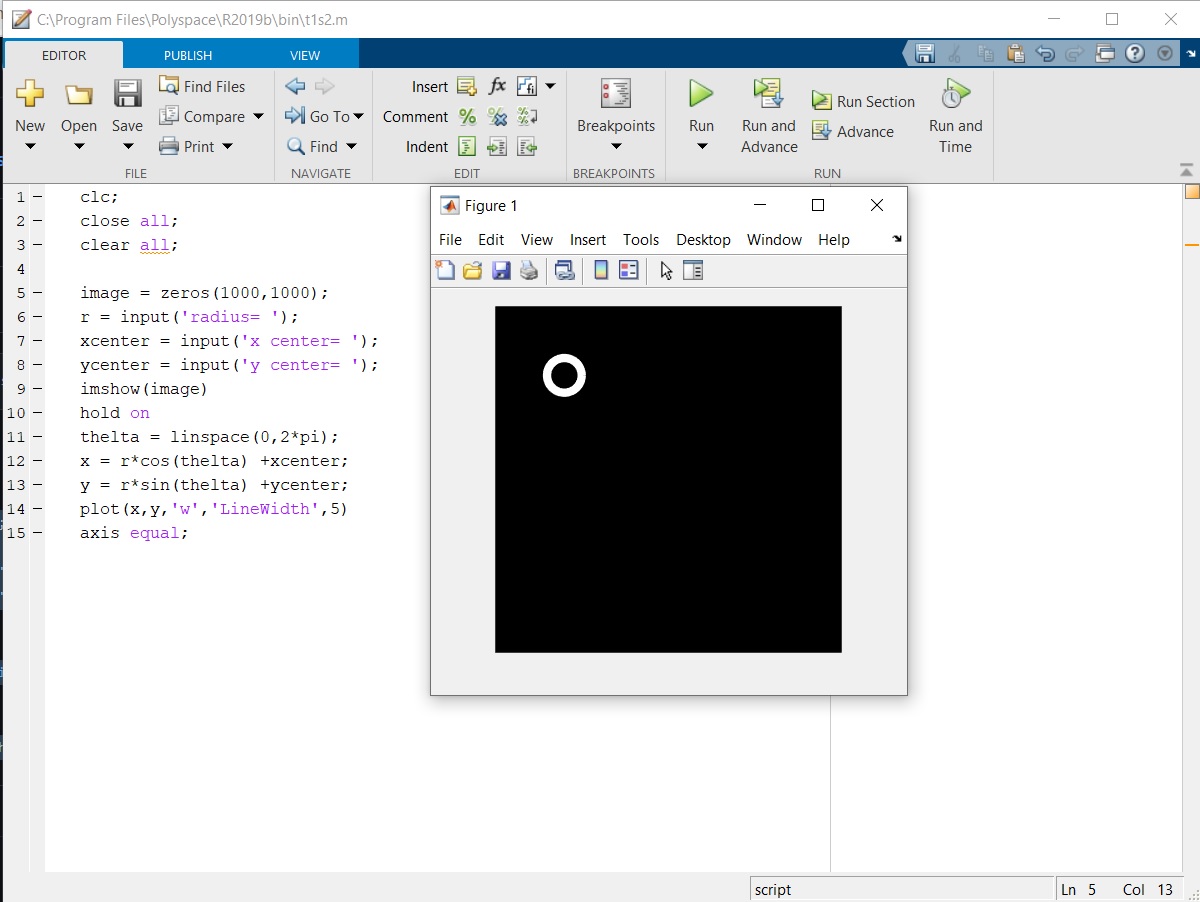 C:\Program Files\Polyspace\R2019b\bin\t1s2.m
EDITOR PUBLISH VIEW
New Open Save Find Files Compare Print
FILE
Go To Find
NAVIGATE
Insert fx
Comment
Indent
EDIT
Breakpoints
BREAKPOINTS
Run Run and Advance Run Section Advance Run and Time
RUN
1 – clc;
2 – close all;
3 – clear all;
4
5 – image = zeros(1000,1000);
6 – r = input('radius= ');
7 – xcenter = input('x center= ');
8 – ycenter = input('y center= ');
9 – imshow(image)
10 – hold on
11 – thelta = linspace(0,2*pi);
12 – x = r*cos(thelta) +xcenter;
13 – y = r*sin(thelta) +ycenter;
14 – plot(x,y,'w','LineWidth',5)
15 – axis equal;
Figure 1
File Edit View Insert Tools Desktop Window Help
script Ln 5 Col 13